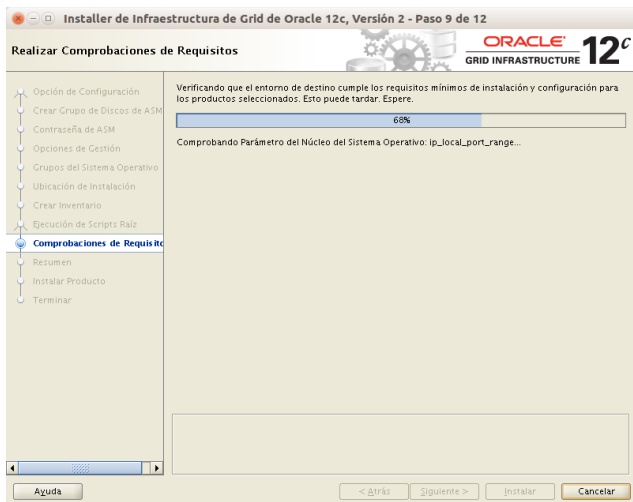 Installer de Infraestructura de Grid de Oracle 12c, Versión 2 - Paso 9 de 12
Realizar Comprobaciones de Requisitos
ORACLE
GRID INFRASTRUCTURE
12c
Opción de Configuración
Crear Grupo de Discos de ASM
Contraseña de ASM
Opciones de Gestión
Grupos del Sistema Operativo
Ubicación de Instalación
Crear Inventario
Ejecución de Scripts Raíz
Comprobaciones de Requisito
Resumen
Instalar Producto
Terminar
Verificando que el entorno de destino cumple los requisitos mínimos de instalación y configuración para
los productos seleccionados. Esto puede tardar. Espere.
68%
Comprobando Parámetro del Núcleo del Sistema Operativo: ip_local_port_range...
Ayuda
< Atrás
Siguiente >
Instalar
Cancelar